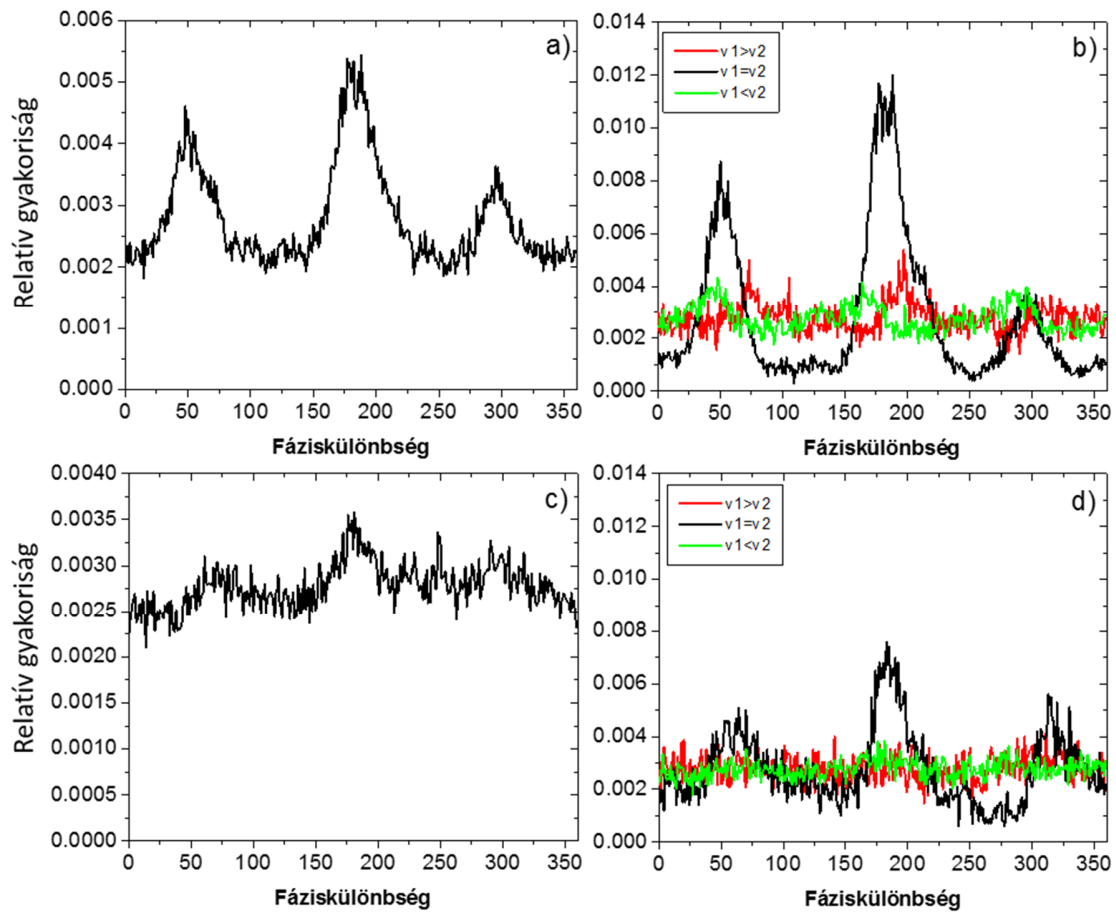 a)
0.006
0.005
0.004
0.003
0.002
0.001
0.000
Relatív gyakoriság
0 50 100 150 200 250 300 350
Fáziskülönbség
b)
v1>v2
v1=v2
v1<v2
0.014
0.012
0.010
0.008
0.006
0.004
0.002
0.000
0 50 100 150 200 250 300 350
Fáziskülönbség
c)
0.0040
0.0035
0.0030
0.0025
0.0020
0.0015
0.0010
0.0005
0.0000
Relatív gyakoriság
0 50 100 150 200 250 300 350
Fáziskülönbség
d)
v1>v2
v1=v2
v1<v2
0.014
0.012
0.010
0.008
0.006
0.004
0.002
0.000
0 50 100 150 200 250 300 350
Fáziskülönbség